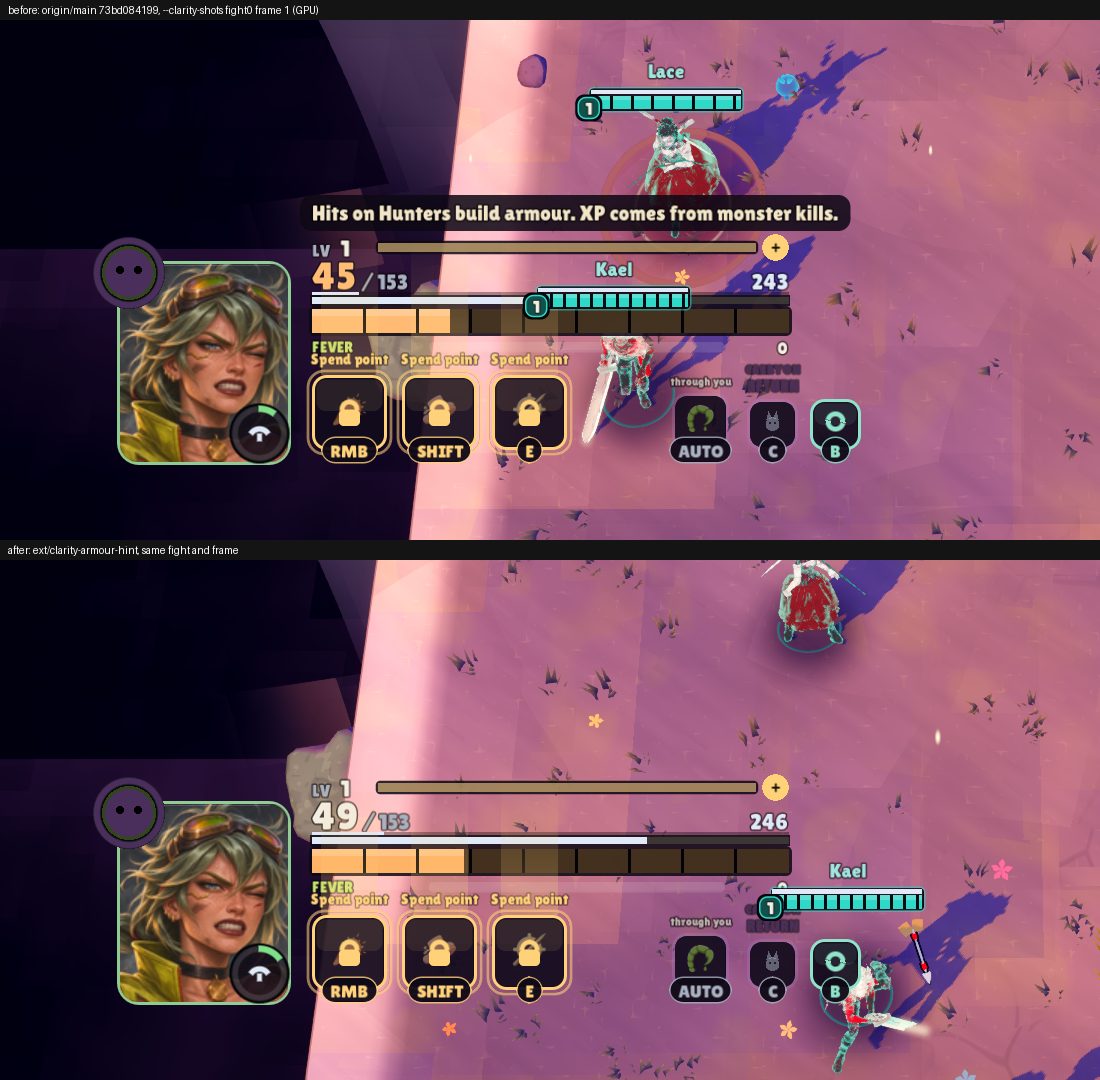 before: origin/main 73bd084199, --clarity-shots fight0 frame 1 (GPU)
Lace
1
Hits on Hunters build armour. XP comes from monster kills.
LV 1
+
45 / 153
Kael
243
1
FEVER
0
Spend point Spend point Spend point
through you
CARRION
RETURN
RMB SHIFT E AUTO C B
after: ext/clarity-armour-hint, same fight and frame
LV 1
+
49 / 153
246
Kael
1
FEVER
Spend point Spend point Spend point
through you
RETURN
RMB SHIFT E AUTO C B